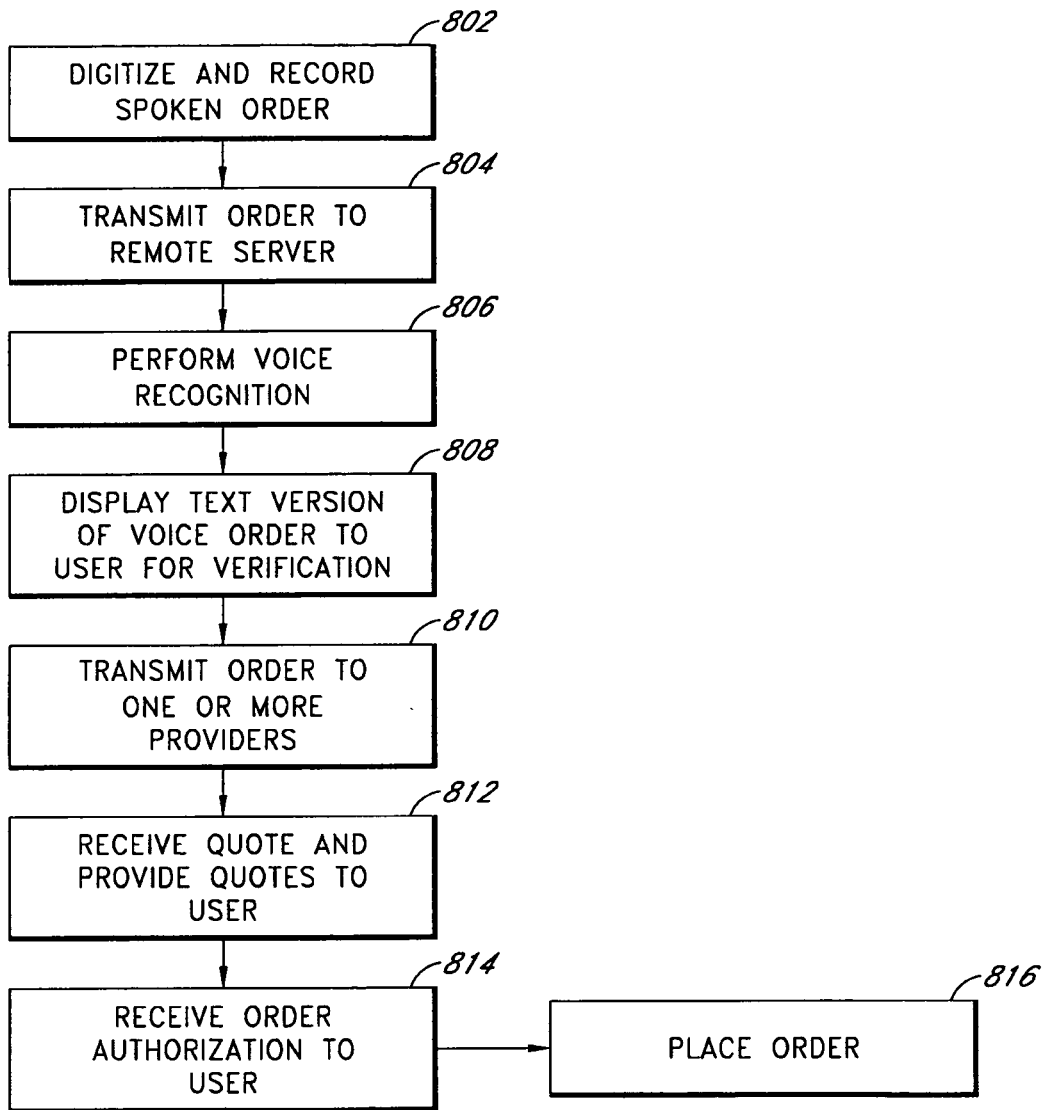 802
DIGITIZE AND RECORD
SPOKEN ORDER
804
TRANSMIT ORDER TO
REMOTE SERVER
806
PERFORM VOICE
RECOGNITION
808
DISPLAY TEXT VERSION
OF VOICE ORDER TO
USER FOR VERIFICATION
810
TRANSMIT ORDER TO
ONE OR MORE
PROVIDERS
812
RECEIVE QUOTE AND
PROVIDE QUOTES TO
USER
814
RECEIVE ORDER
AUTHORIZATION TO
USER
816
PLACE ORDER